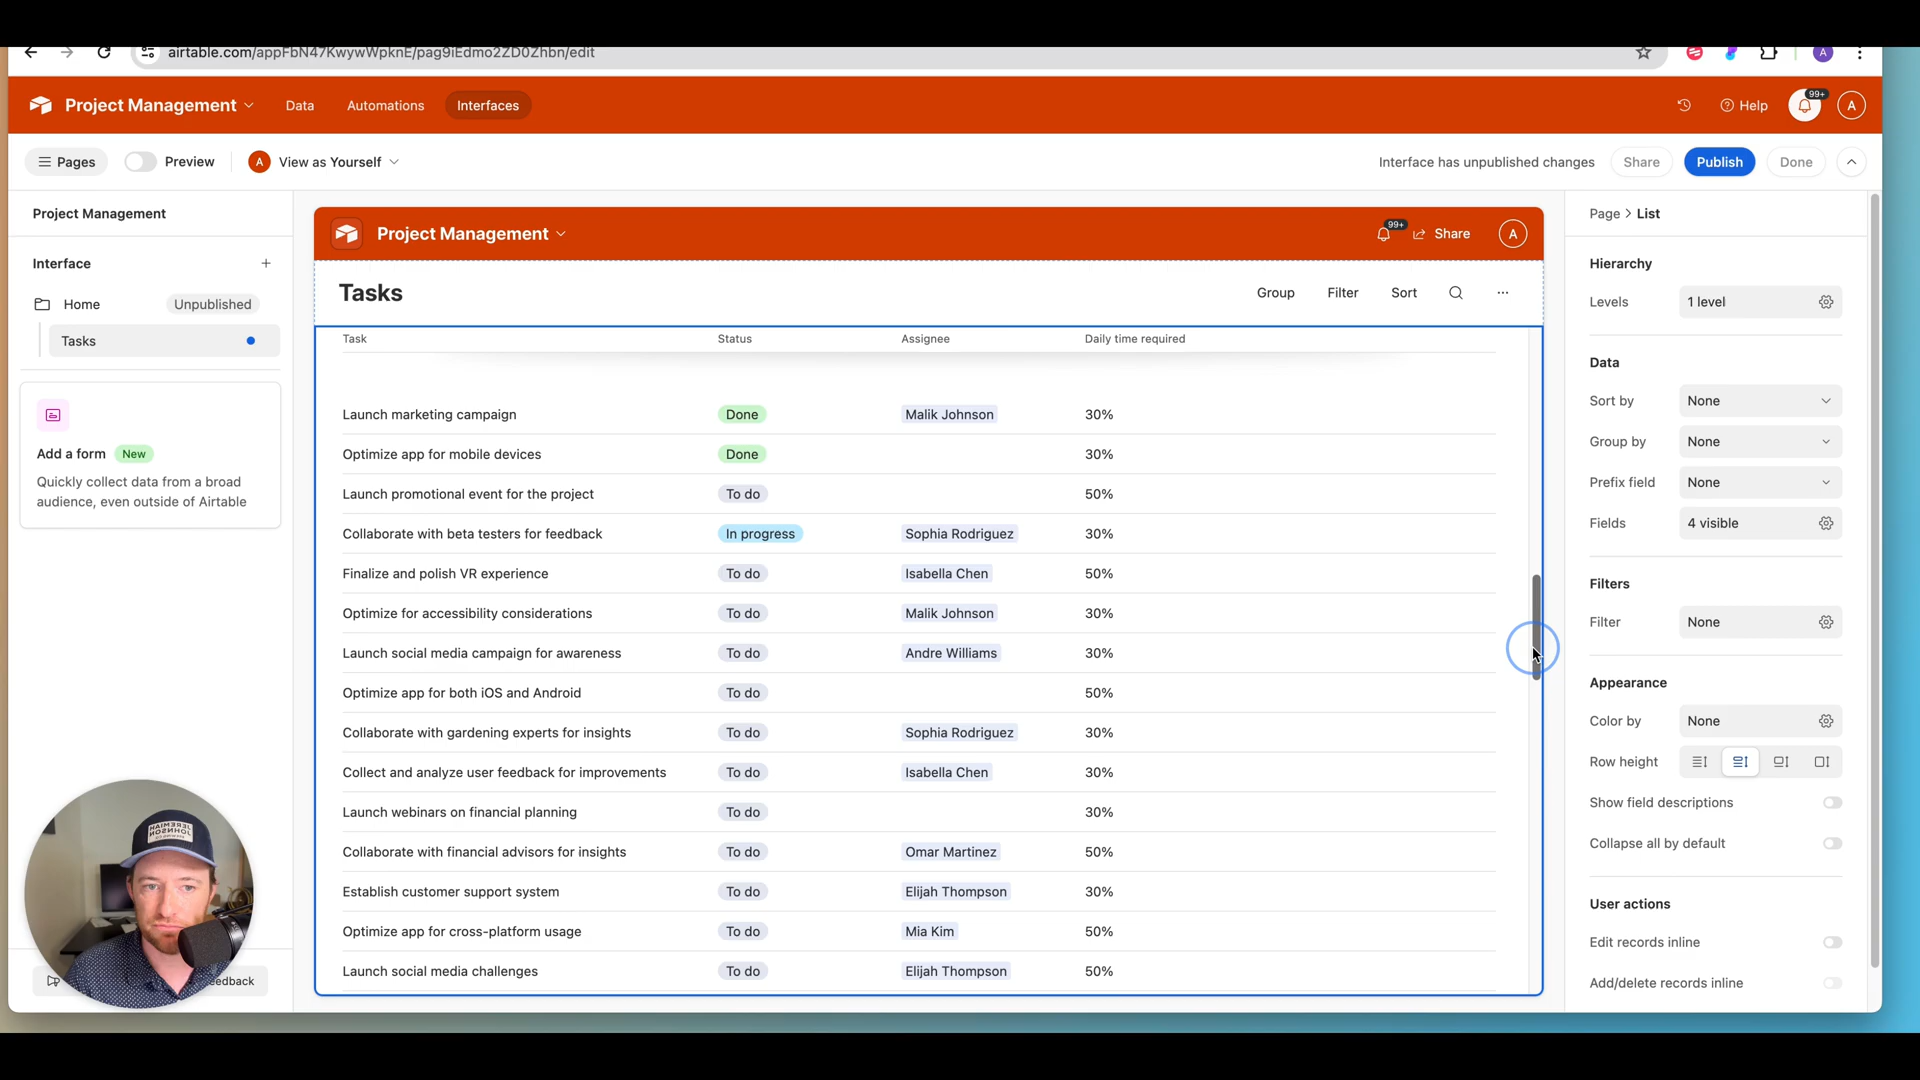 airtable.com/appFbN47KwywWpknE/pag9iEdmo2ZD0Zhbn/edit
A
Project Management
Data
Automations
Interfaces
Help
99+
A
Pages
Preview
A
View as Yourself
Interface has unpublished changes
Share
Publish
Done
Project Management
Interface
Home
Unpublished
Tasks
Add a form
New
Quickly collect data from a broad
audience, even outside of Airtable
Project Management
99+
Share
A
Tasks
Group
Filter
Sort
Task Status Assignee Daily time required
Launch marketing campaign Done Malik Johnson 30%
Optimize app for mobile devices Done 30%
Launch promotional event for the project To do 50%
Collaborate with beta testers for feedback In progress Sophia Rodriguez 30%
Finalize and polish VR experience To do Isabella Chen 50%
Optimize for accessibility considerations To do Malik Johnson 30%
Launch social media campaign for awareness To do Andre Williams 30%
Optimize app for both iOS and Android To do 50%
Collaborate with gardening experts for insights To do Sophia Rodriguez 30%
Collect and analyze user feedback for improvements To do Isabella Chen 30%
Launch webinars on financial planning To do 30%
Collaborate with financial advisors for insights To do Omar Martinez 50%
Establish customer support system To do Elijah Thompson 30%
Optimize app for cross-platform usage To do Mia Kim 50%
Launch social media challenges To do Elijah Thompson 50%
Page > List
Hierarchy
Levels 1 level
Data
Sort by None
Group by None
Prefix field None
Fields 4 visible
Filters
Filter None
Appearance
Color by None
Row height
Show field descriptions
Collapse all by default
User actions
Edit records inline
Add/delete records inline
edback